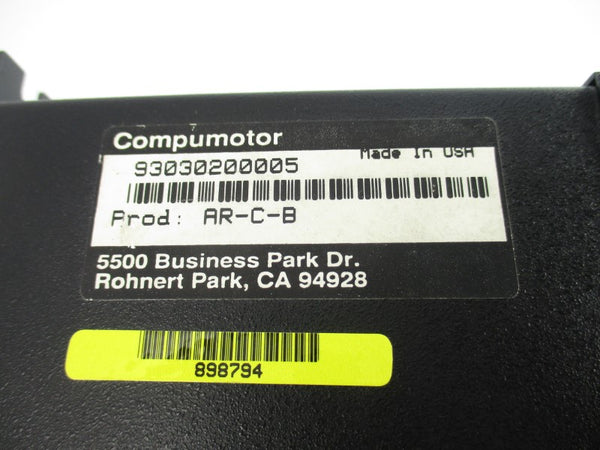 Compumotor
93030200005 Made In USA
Prod: AR-C-B
5500 Business Park Dr.
Rohnert Park, CA 94928
898794